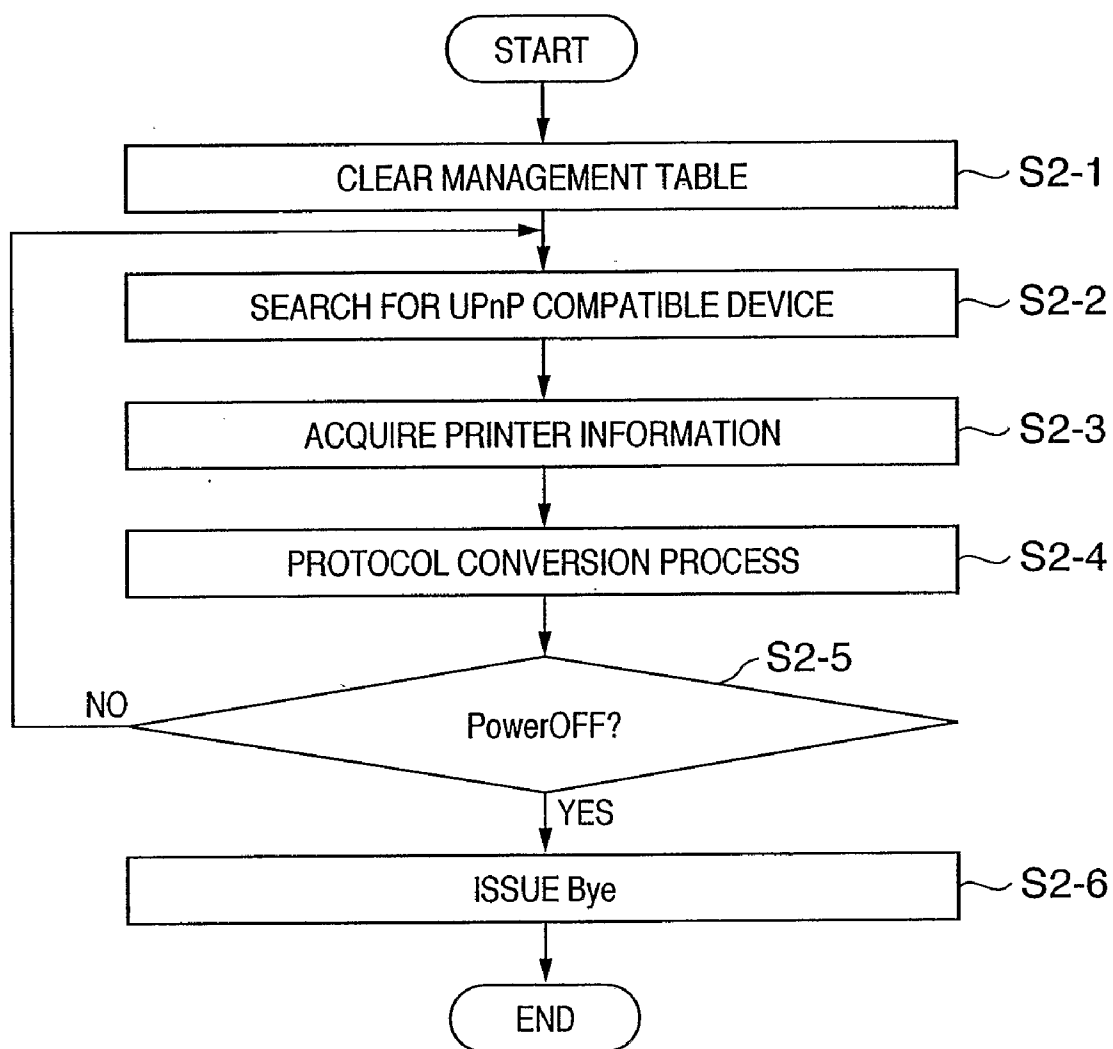 START
CLEAR MANAGEMENT TABLE
S2-1
SEARCH FOR UPnP COMPATIBLE DEVICE
S2-2
ACQUIRE PRINTER INFORMATION
S2-3
PROTOCOL CONVERSION PROCESS
S2-4
S2-5
NO
PowerOFF?
YES
ISSUE Bye
S2-6
END